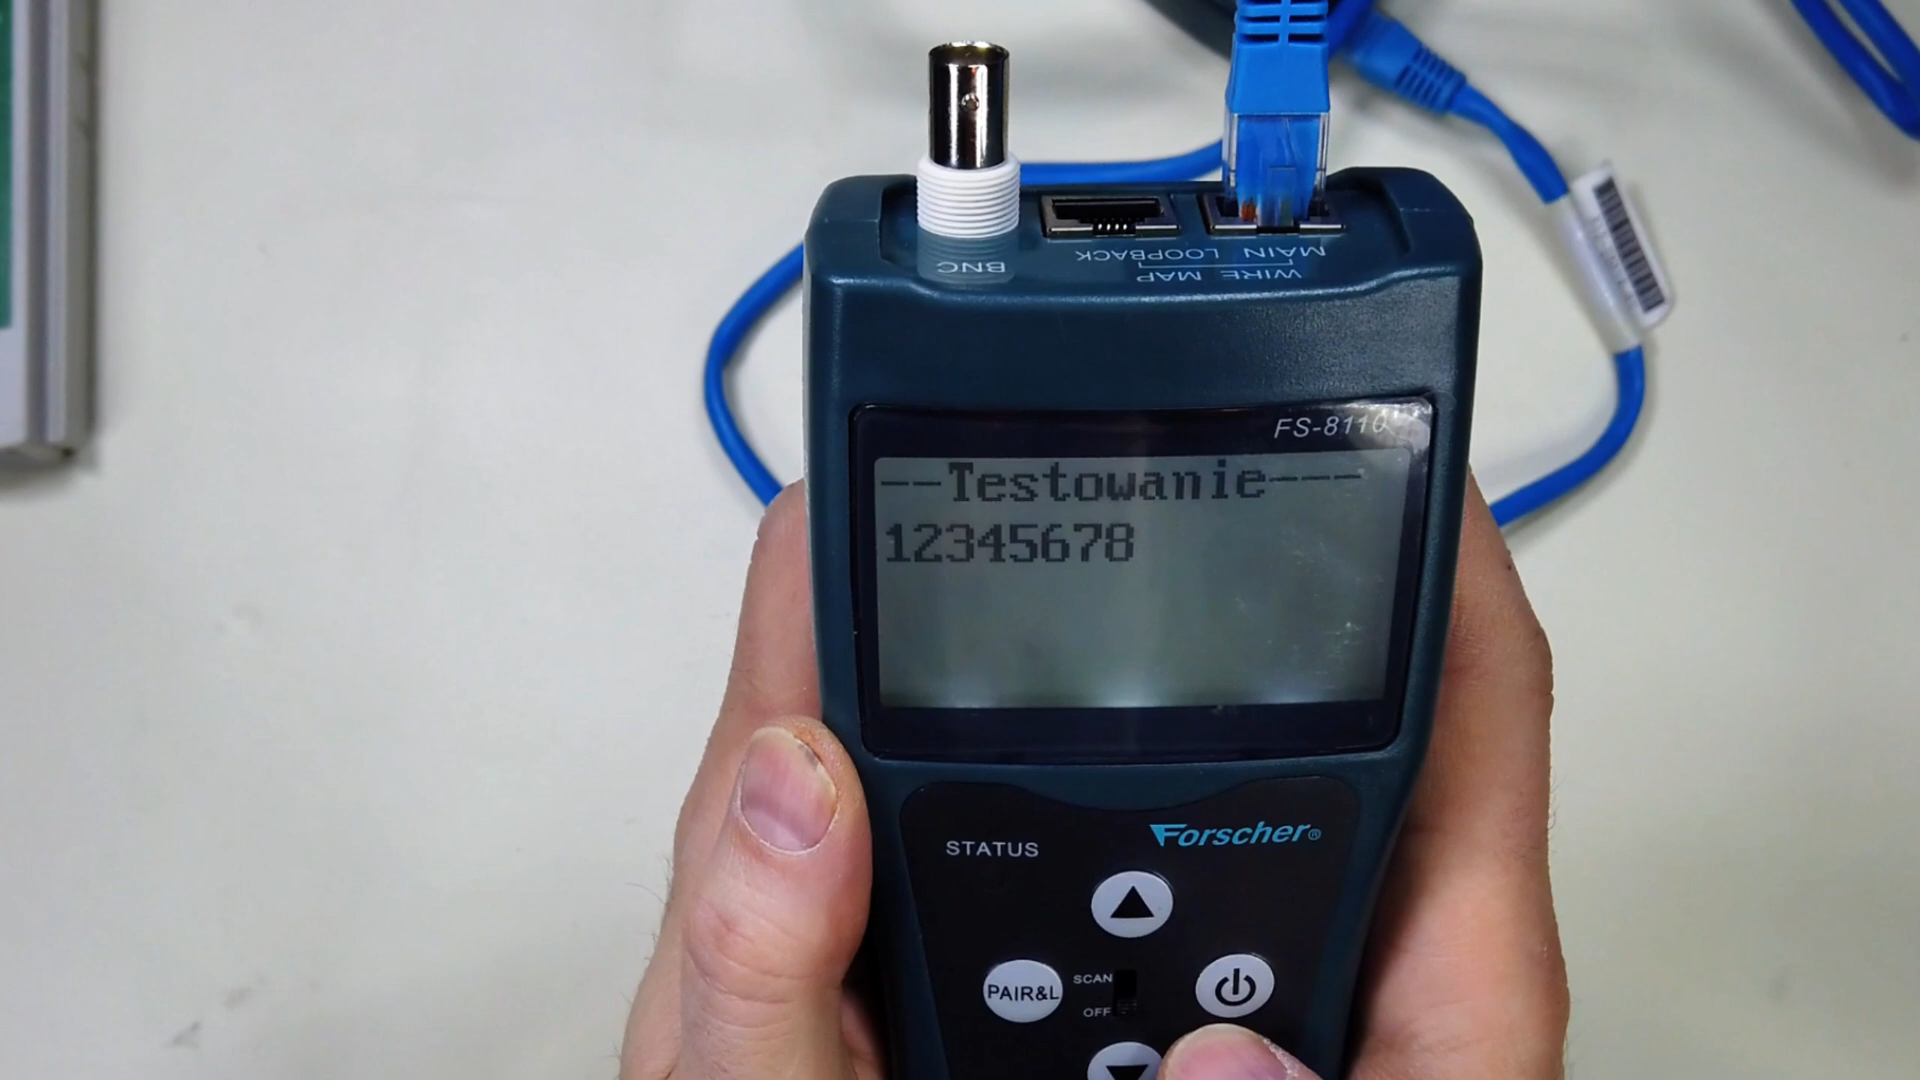 BNC
LOOPBACK
MAIN
WIRE MAP
FS-8110
--Testowanie---
12345678
STATUS
Forscher®
SCAN
PAIR&L
OFF